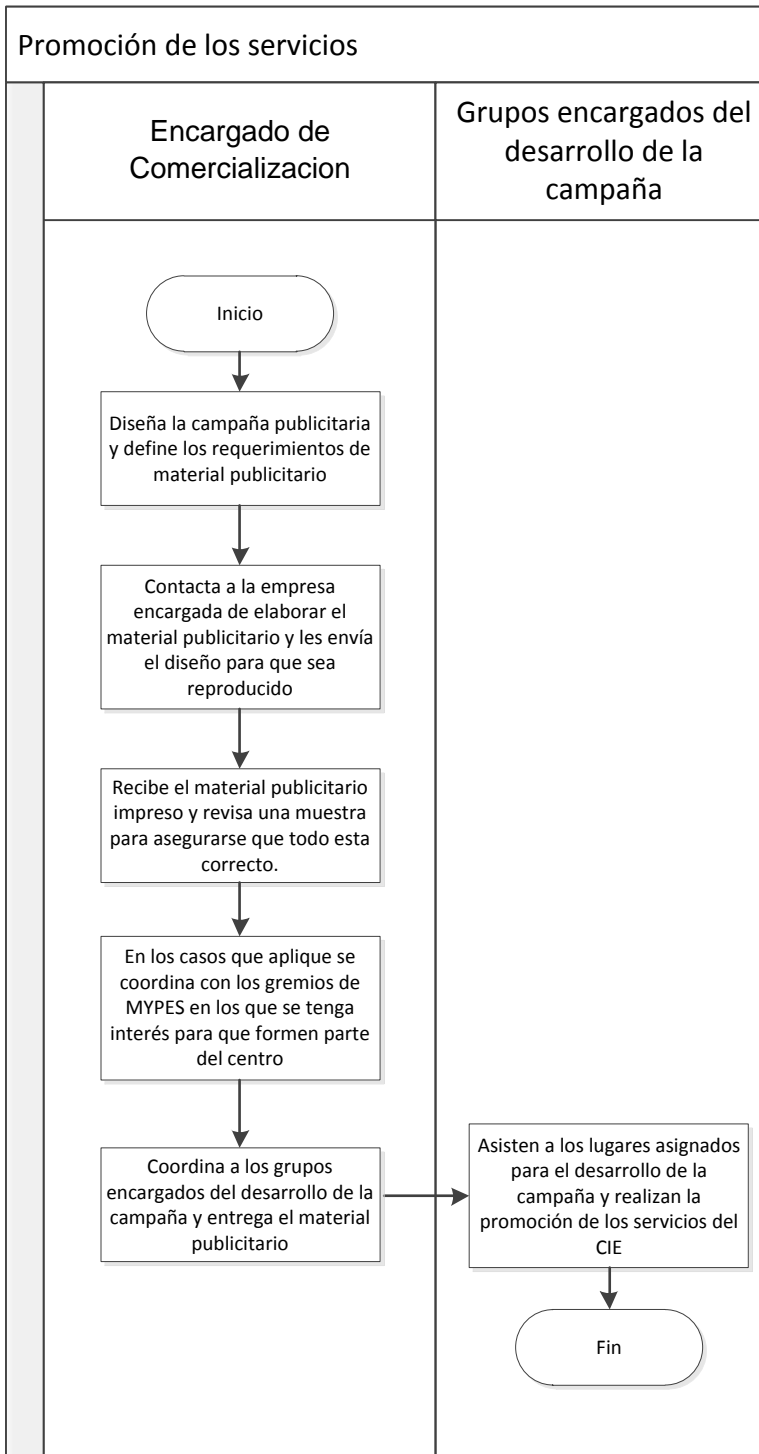 Promoción de los servicios
Encargado de
Comercializacion
Grupos encargados del
desarrollo de la
campaña
Inicio
Diseña la campaña publicitaria
y define los requerimientos de
material publicitario
Contacta a la empresa
encargada de elaborar el
material publicitario y les envía
el diseño para que sea
reproducido
Recibe el material publicitario
impreso y revisa una muestra
para asegurarse que todo esta
correcto.
En los casos que aplique se
coordina con los gremios de
MYPES en los que se tenga
interés para que formen parte
del centro
Coordina a los grupos
encargados del desarrollo de la
campaña y entrega el material
publicitario
Asisten a los lugares asignados
para el desarrollo de la
campaña y realizan la
promoción de los servicios del
CIE
Fin